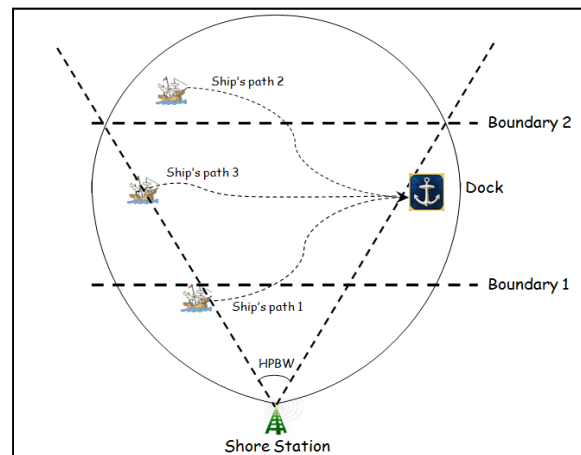 Ship's path 2
Boundary 2
Ship's path 3
Dock
Boundary 1
Ship's path 1
HPBW
Shore Station